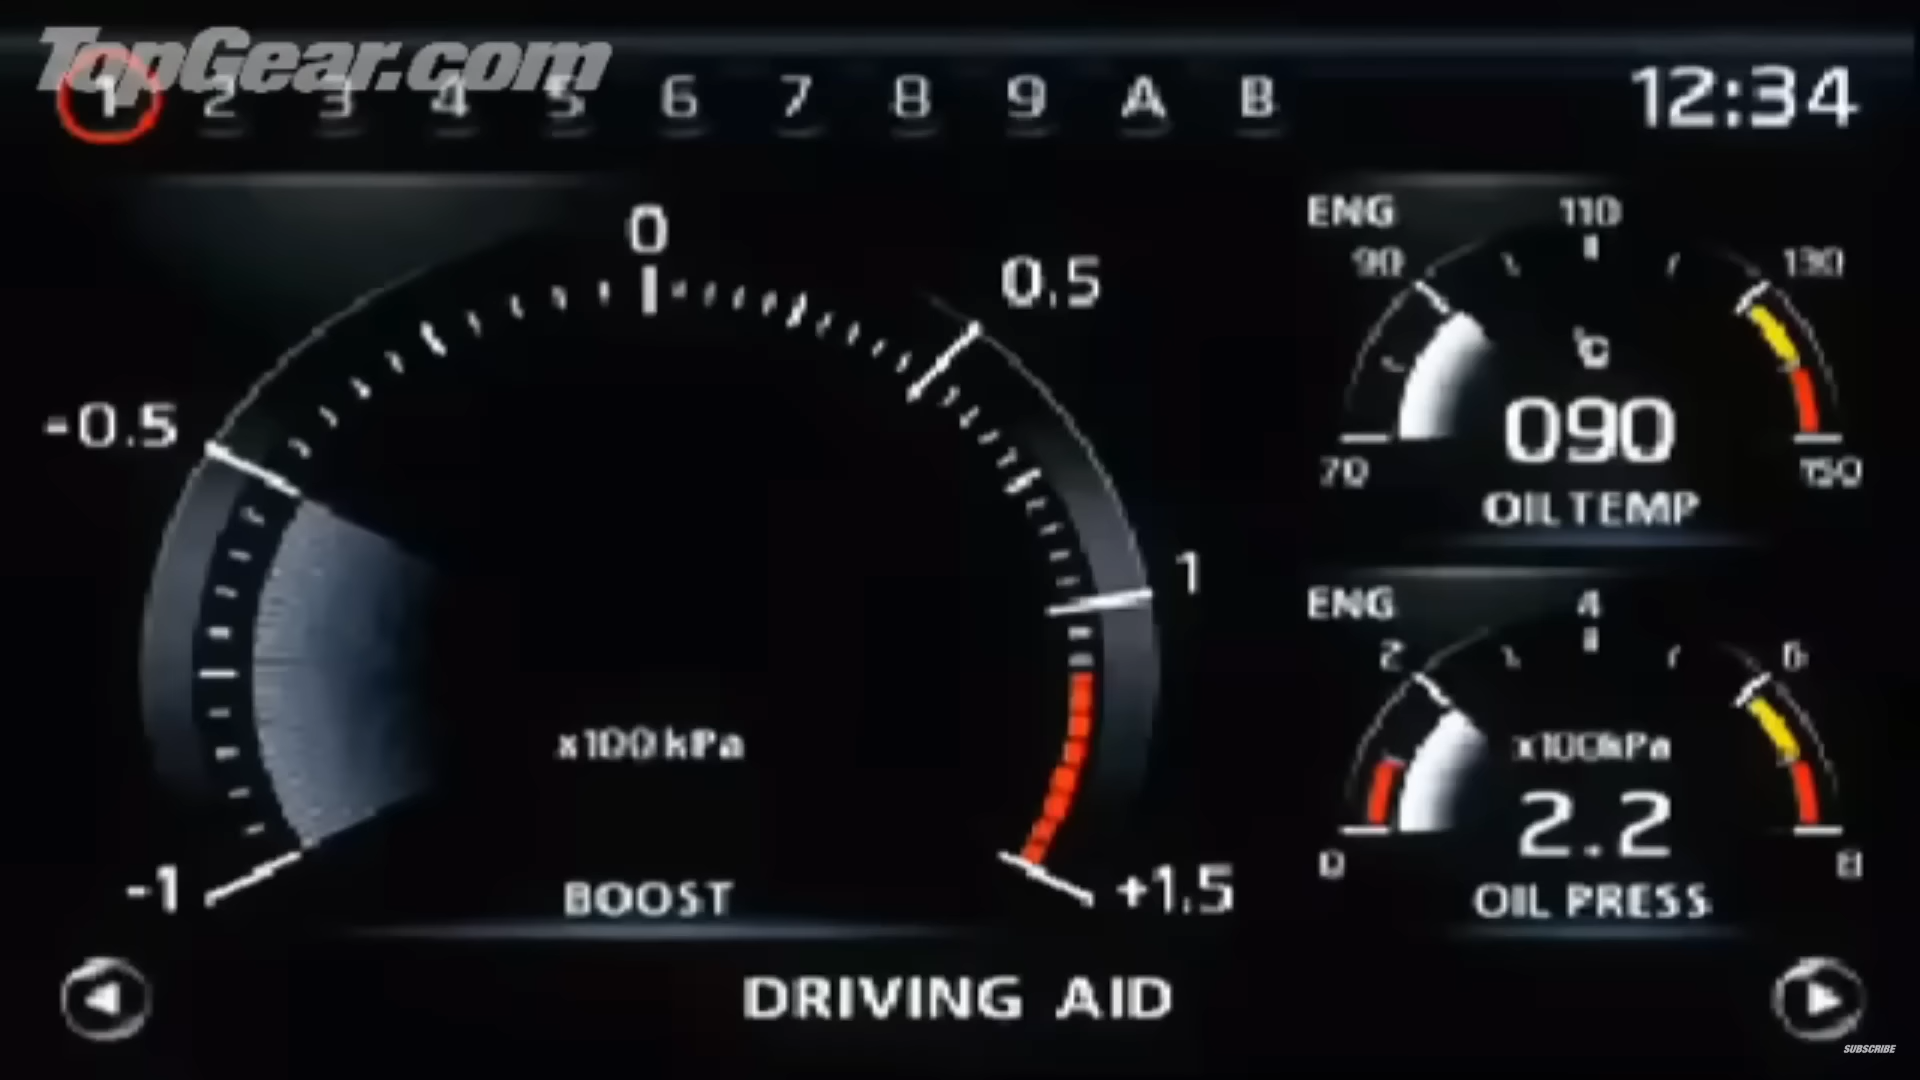 TopGear.com
1 2 3 4 5 6 7 8 9 A B
12:34
0
0.5
-0.5
1
-1
+1.5
x100 kPa
BOOST
ENG
110
90
130
℃
090
70
150
OIL TEMP
ENG
4
2
6
x100kPa
2.2
0
8
OIL PRESS
DRIVING AID
SUBSCRIBE